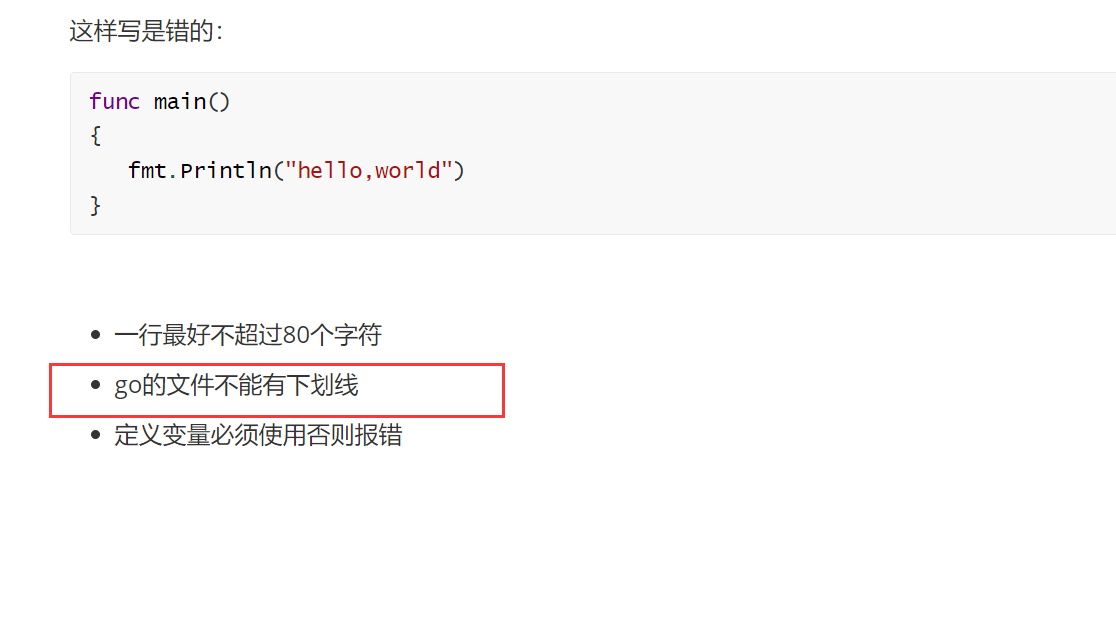 这样写是错的：
func main()
{
fmt.Println("hello,world")
}
一行最好不超过80个字符
go的文件不能有下划线
定义变量必须使用否则报错